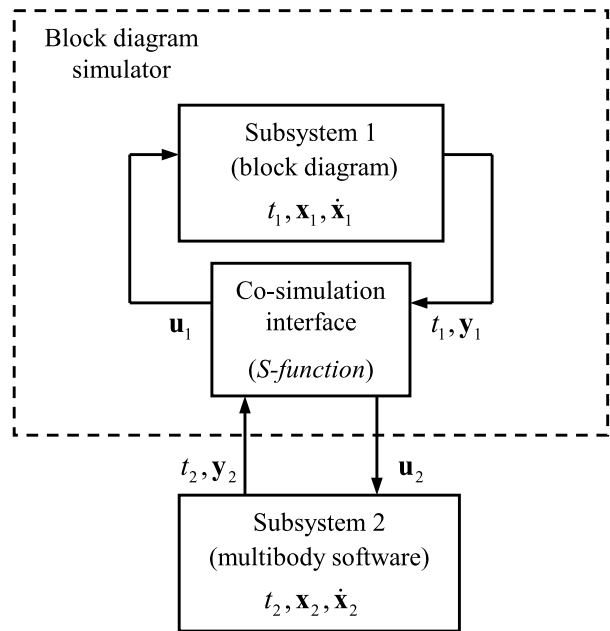 Block diagram
simulator
Subsystem 1
(block diagram)
t₁, x₁, ẋ₁
Co-simulation
interface
(S-function)
u₁
t₁, y₁
t₂, y₂
u₂
Subsystem 2
(multibody software)
t₂, x₂, ẋ₂